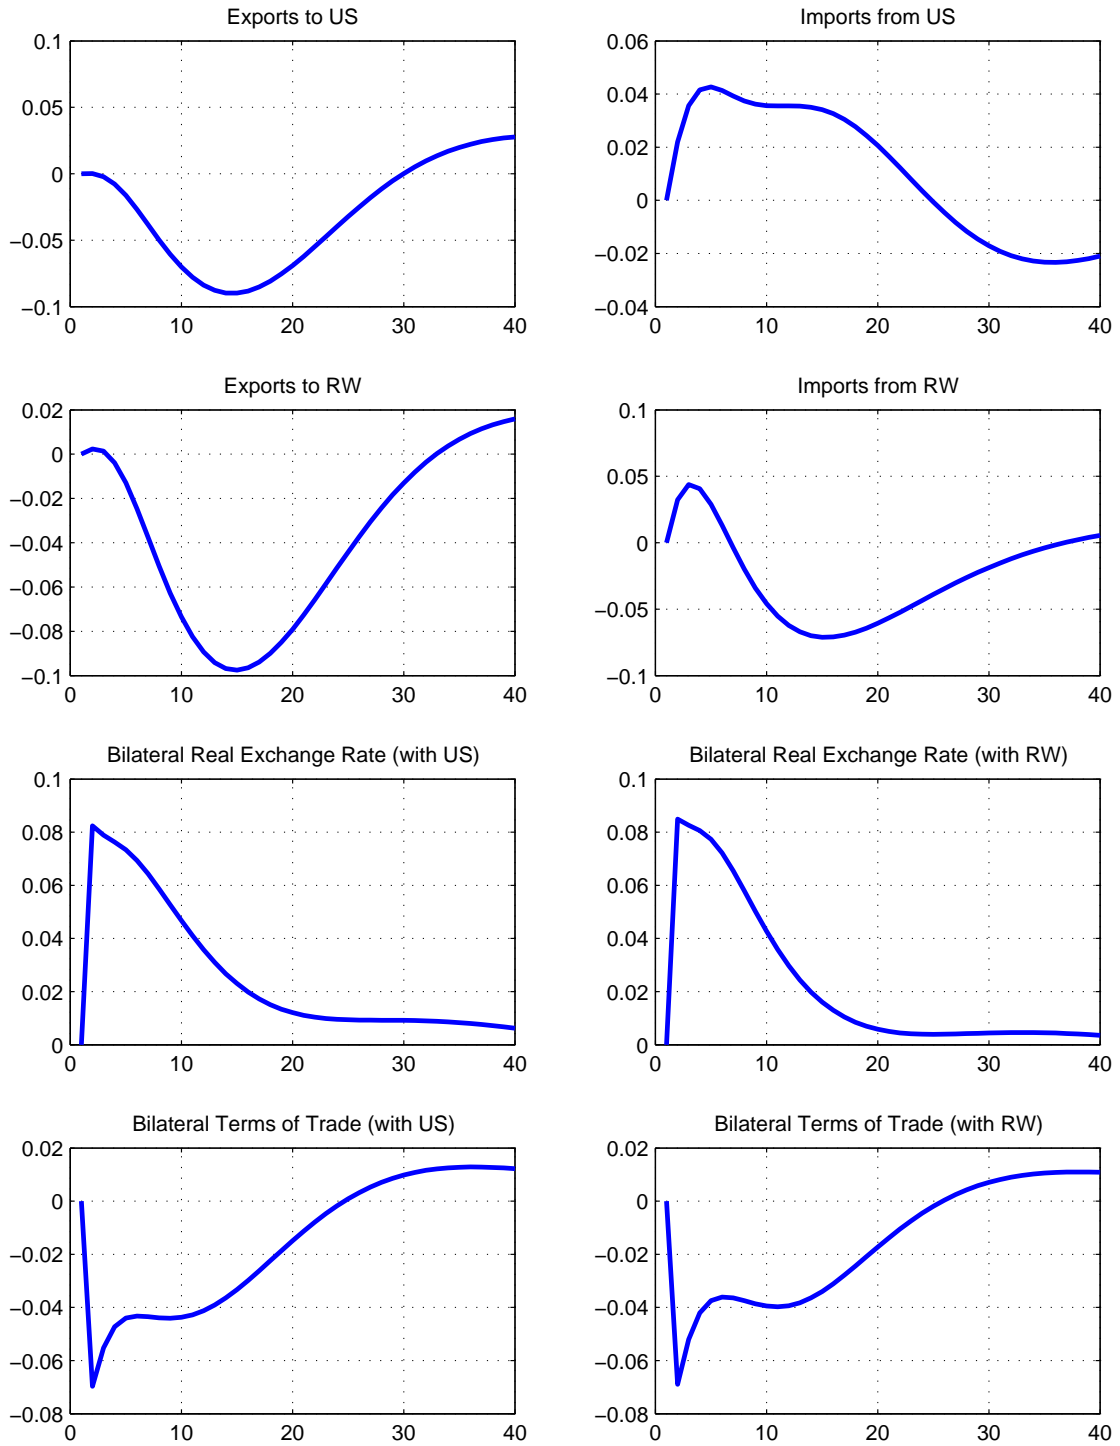 Exports to US
0.1
0.05
0
−0.05
−0.1
0 10 20 30 40
Imports from US
0.06
0.04
0.02
0
−0.02
−0.04
0 10 20 30 40
Exports to RW
0.02
0
−0.02
−0.04
−0.06
−0.08
−0.1
0 10 20 30 40
Imports from RW
0.1
0.05
0
−0.05
−0.1
0 10 20 30 40
Bilateral Real Exchange Rate (with US)
0.1
0.08
0.06
0.04
0.02
0
0 10 20 30 40
Bilateral Real Exchange Rate (with RW)
0.1
0.08
0.06
0.04
0.02
0
0 10 20 30 40
Bilateral Terms of Trade (with US)
0.02
0
−0.02
−0.04
−0.06
−0.08
0 10 20 30 40
Bilateral Terms of Trade (with RW)
0.02
0
−0.02
−0.04
−0.06
−0.08
0 10 20 30 40